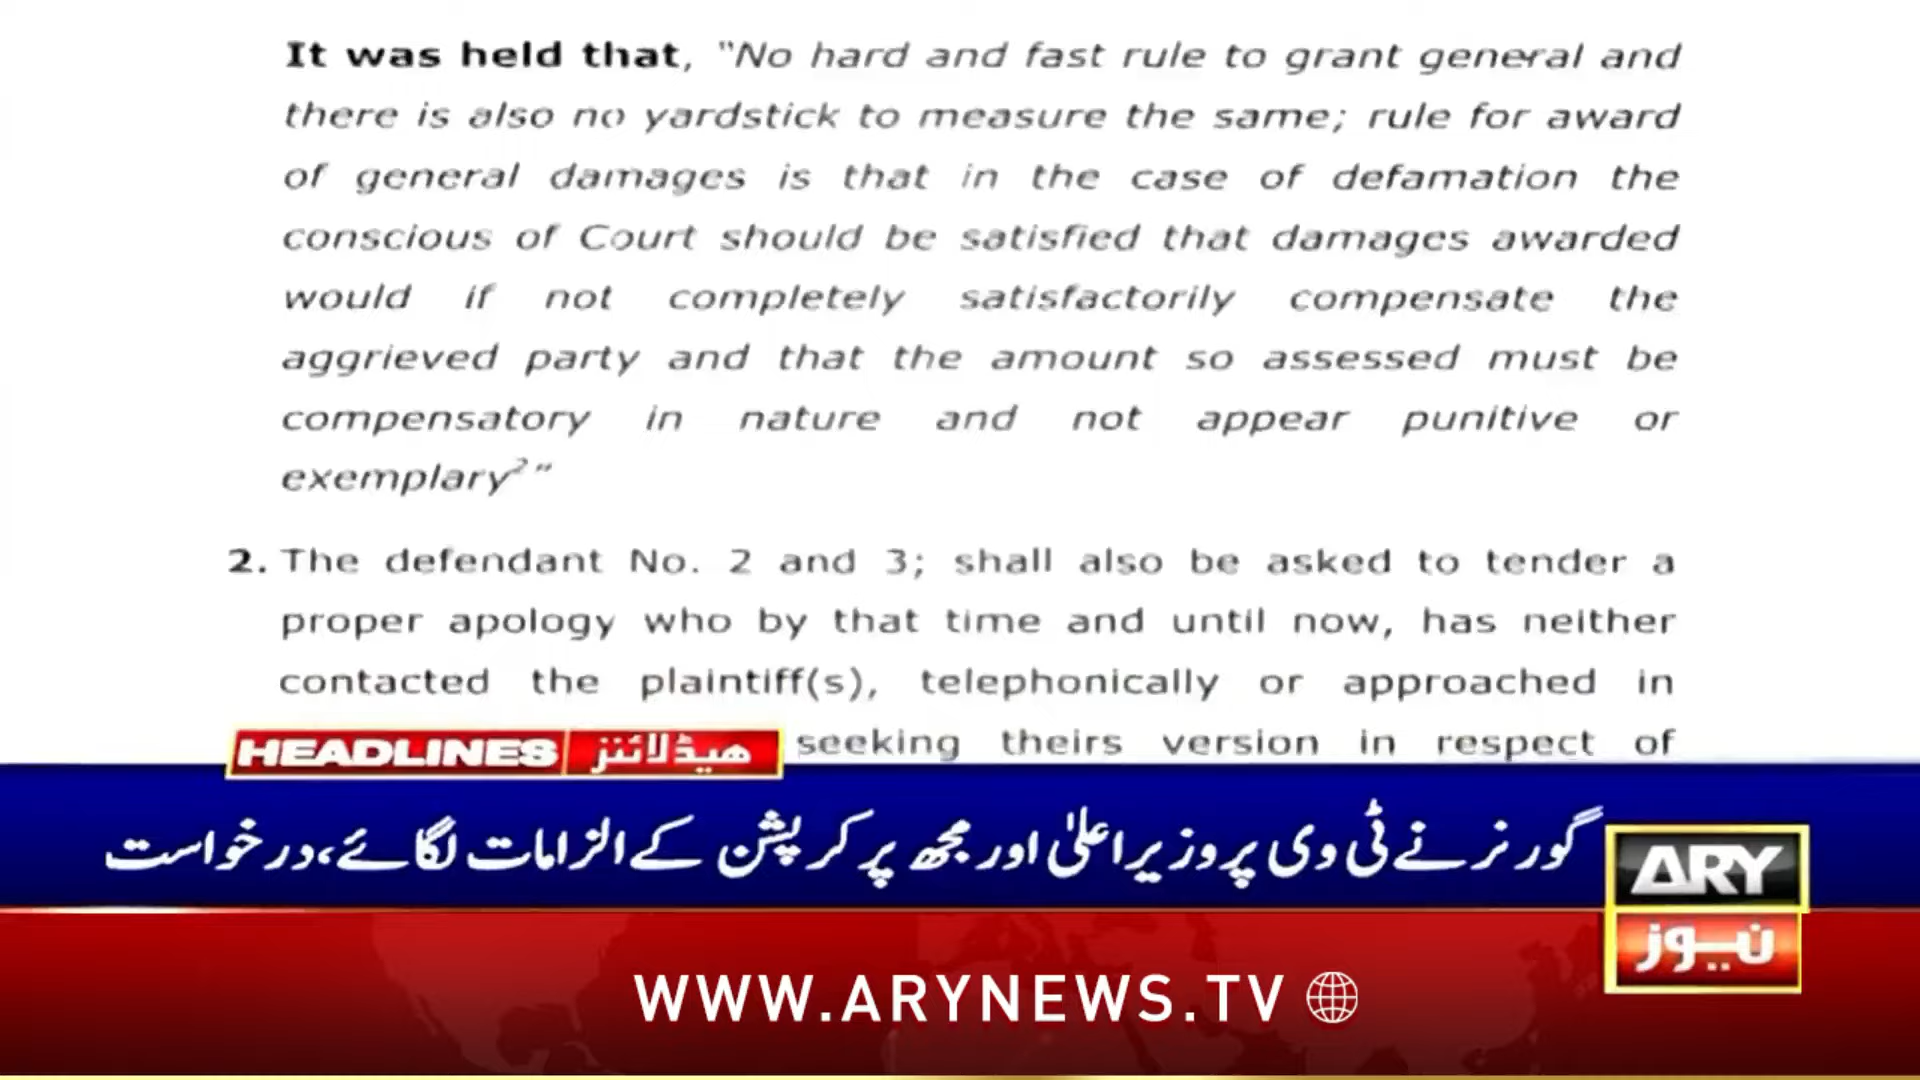 It was held that, "No hard and fast rule to grant general and
there is also no yardstick to measure the same; rule for award
of general damages is that in the case of defamation the
conscious of Court should be satisfied that damages awarded
would if not completely satisfactorily compensate the
aggrieved party and that the amount so assessed must be
compensatory in nature and not appear punitive or
exemplary2"
2. The defendant No. 2 and 3; shall also be asked to tender a
proper apology who by that time and until now, has neither
contacted the plaintiff(s), telephonically or approached in
seeking theirs version in respect of
HEADLINES ہیڈلائنز
گورنر نے ٹی وی پر وزیراعلیٰ اور مجھ پر کرپشن کے الزامات لگائے، درخواست
ARY
نیوز
WWW.ARYNEWS.TV